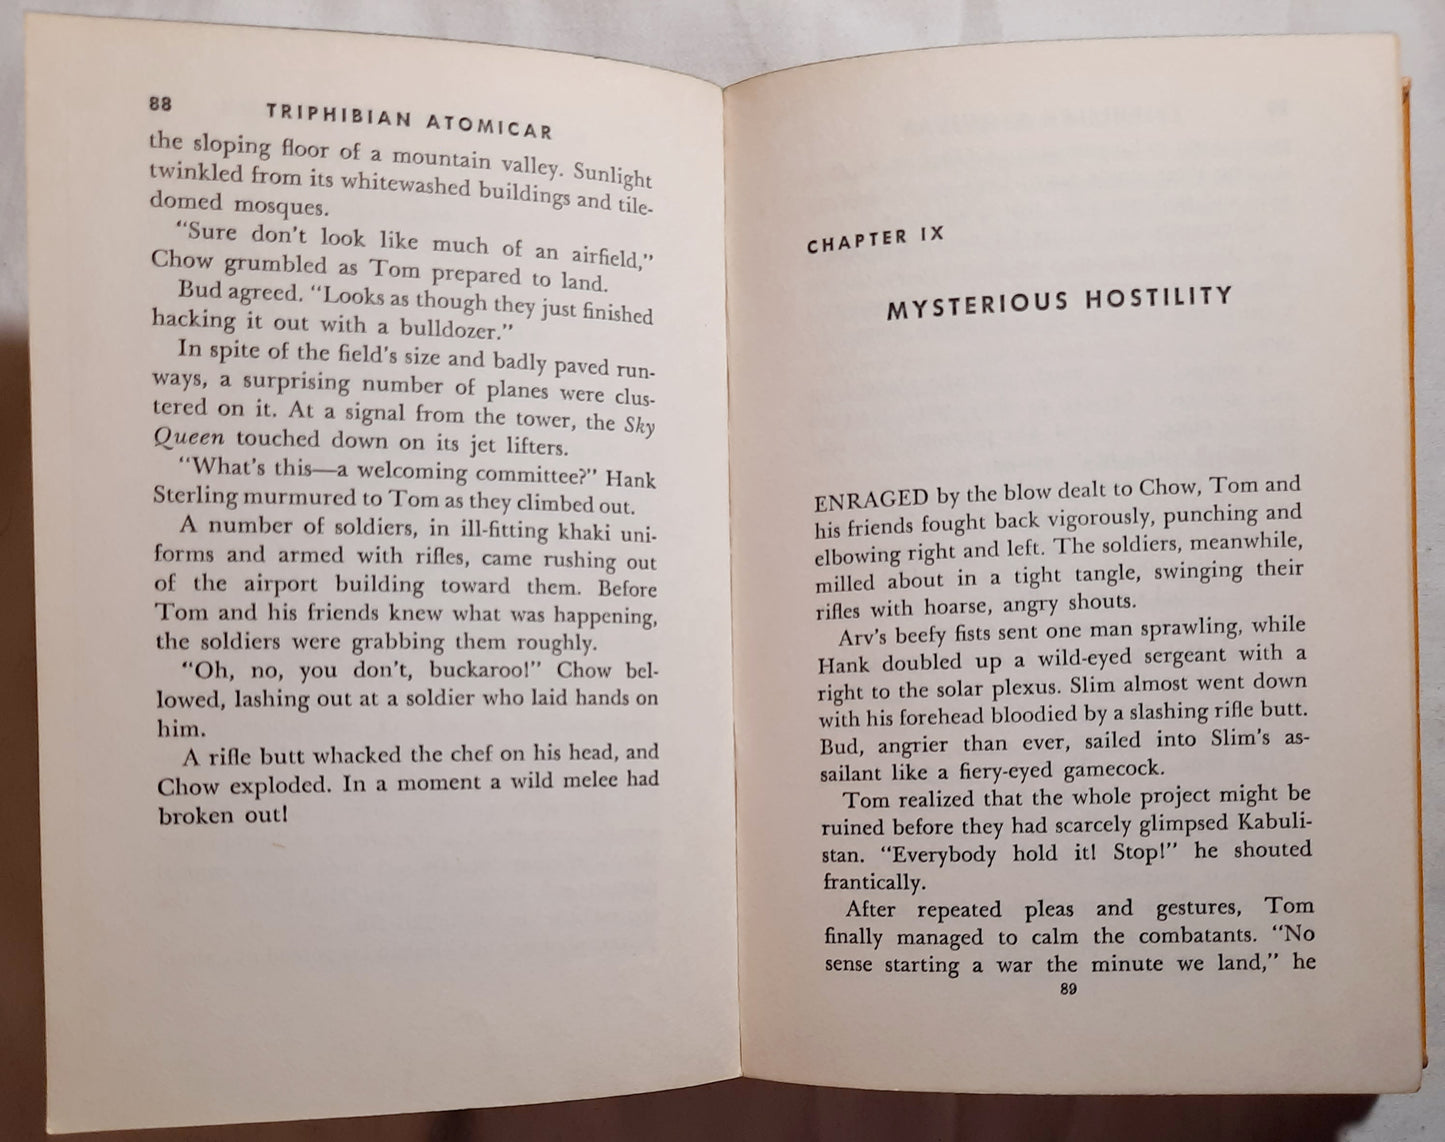 88 TRIPHIBIAN ATOMICAR
the sloping floor of a mountain valley. Sunlight
twinkled from its whitewashed buildings and tile-
domed mosques.
“Sure don't look like much of an airfield,”
Chow grumbled as Tom prepared to land.
Bud agreed. “Looks as though they just finished
hacking it out with a bulldozer.”
In spite of the field's size and badly paved run-
ways, a surprising number of planes were clus-
tered on it. At a signal from the tower, the Sky
Queen touched down on its jet lifters.
“What's this—a welcoming committee?” Hank
Sterling murmured to Tom as they climbed out.
A number of soldiers, in ill-fitting khaki uni-
forms and armed with rifles, came rushing out
of the airport building toward them. Before
Tom and his friends knew what was happening,
the soldiers were grabbing them roughly.
“Oh, no, you don't, buckaroo!” Chow bel-
lowed, lashing out at a soldier who laid hands on
him.
A rifle butt whacked the chef on his head, and
Chow exploded. In a moment a wild melee had
broken out!
CHAPTER IX
MYSTERIOUS HOSTILITY
ENRAGED by the blow dealt to Chow, Tom and
his friends fought back vigorously, punching and
elbowing right and left. The soldiers, meanwhile,
milled about in a tight tangle, swinging their
rifles with hoarse, angry shouts.
Arv's beefy fists sent one man sprawling, while
Hank doubled up a wild-eyed sergeant with a
right to the solar plexus. Slim almost went down
with his forehead bloodied by a slashing rifle butt.
Bud, angrier than ever, sailed into Slim's as-
sailant like a fiery-eyed gamecock.
Tom realized that the whole project might be
ruined before they had scarcely glimpsed Kabuli-
stan. “Everybody hold it! Stop!” he shouted
frantically.
After repeated pleas and gestures, Tom
finally managed to calm the combatants. “No
sense starting a war the minute we land,” he
89